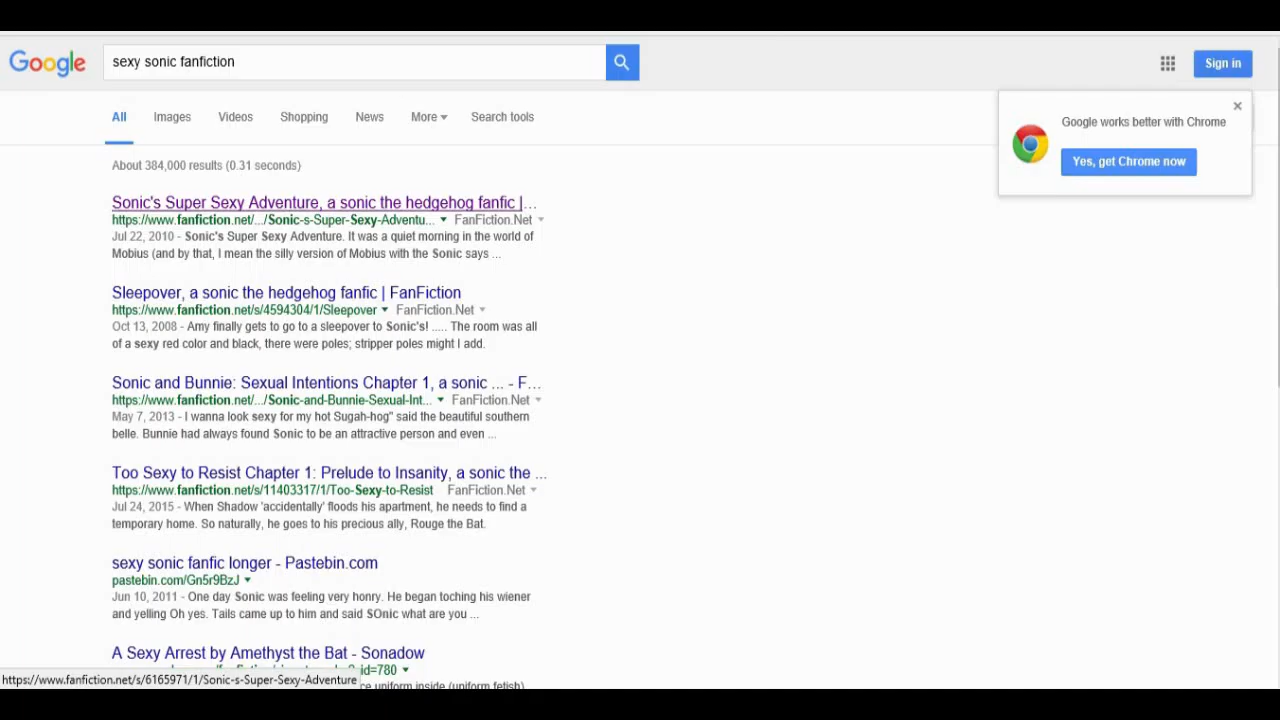 Google
sexy sonic fanfiction
Sign in
All Images Videos Shopping News More Search tools
Google works better with Chrome
Yes, get Chrome now
About 384,000 results (0.31 seconds)
Sonic's Super Sexy Adventure, a sonic the hedgehog fanfic |...
https://www.fanfiction.net/.../Sonic-s-Super-Sexy-Adventu... FanFiction.Net
Jul 22, 2010 - Sonic's Super Sexy Adventure. It was a quiet morning in the world of
Mobius (and by that, I mean the silly version of Mobius with the Sonic says ...
Sleepover, a sonic the hedgehog fanfic | FanFiction
https://www.fanfiction.net/s/4594304/1/Sleepover FanFiction.Net
Oct 13, 2008 - Amy finally gets to go to a sleepover to Sonic's! ..... The room was all
of a sexy red color and black, there were poles; stripper poles might I add.
Sonic and Bunnie: Sexual Intentions Chapter 1, a sonic ... - F...
https://www.fanfiction.net/.../Sonic-and-Bunnie-Sexual-Int... FanFiction.Net
May 7, 2013 - I wanna look sexy for my hot Sugah-hog" said the beautiful southern
belle. Bunnie had always found Sonic to be an attractive person and even ...
Too Sexy to Resist Chapter 1: Prelude to Insanity, a sonic the ...
https://www.fanfiction.net/s/11403317/1/Too-Sexy-to-Resist FanFiction.Net
Jul 24, 2015 - When Shadow 'accidentally' floods his apartment, he needs to find a
temporary home. So naturally, he goes to his precious ally, Rouge the Bat.
sexy sonic fanfic longer - Pastebin.com
pastebin.com/Gn5r9BzJ
Jun 10, 2011 - One day Sonic was feeling very honry. He began toching his wiener
and yelling Oh yes. Tails came up to him and said SOnic what are you ...
A Sexy Arrest by Amethyst the Bat - Sonadow
id=780
https://www.fanfiction.net/s/6165971/1/Sonic-s-Super-Sexy-Adventure
uniform inside (uniform fetish)